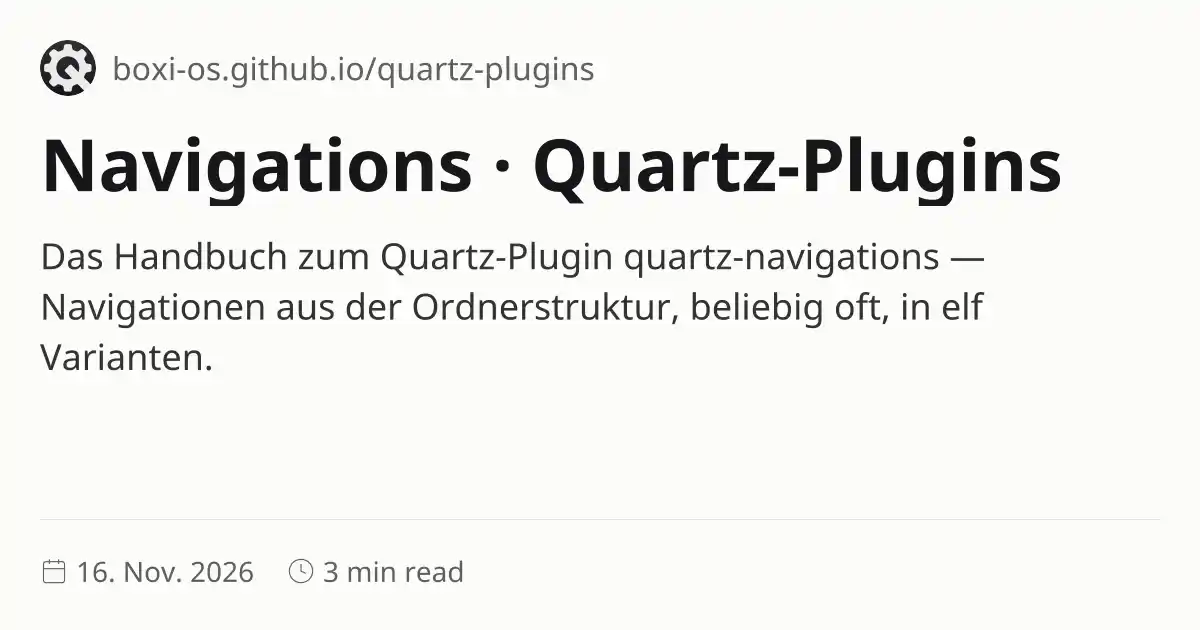 boxi-os.github.io/quartz-plugins
Navigations · Quartz-Plugins
Das Handbuch zum Quartz-Plugin quartz-navigations —
Navigationen aus der Ordnerstruktur, beliebig oft, in elf
Varianten.
16. Nov. 2026 3 min read